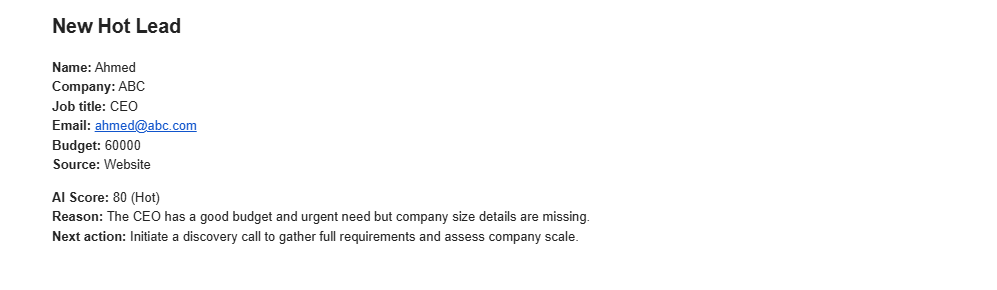 New Hot Lead
Name: Ahmed
Company: ABC
Job title: CEO
Email: ahmed@abc.com
Budget: 60000
Source: Website
AI Score: 80 (Hot)
Reason: The CEO has a good budget and urgent need but company size details are missing.
Next action: Initiate a discovery call to gather full requirements and assess company scale.